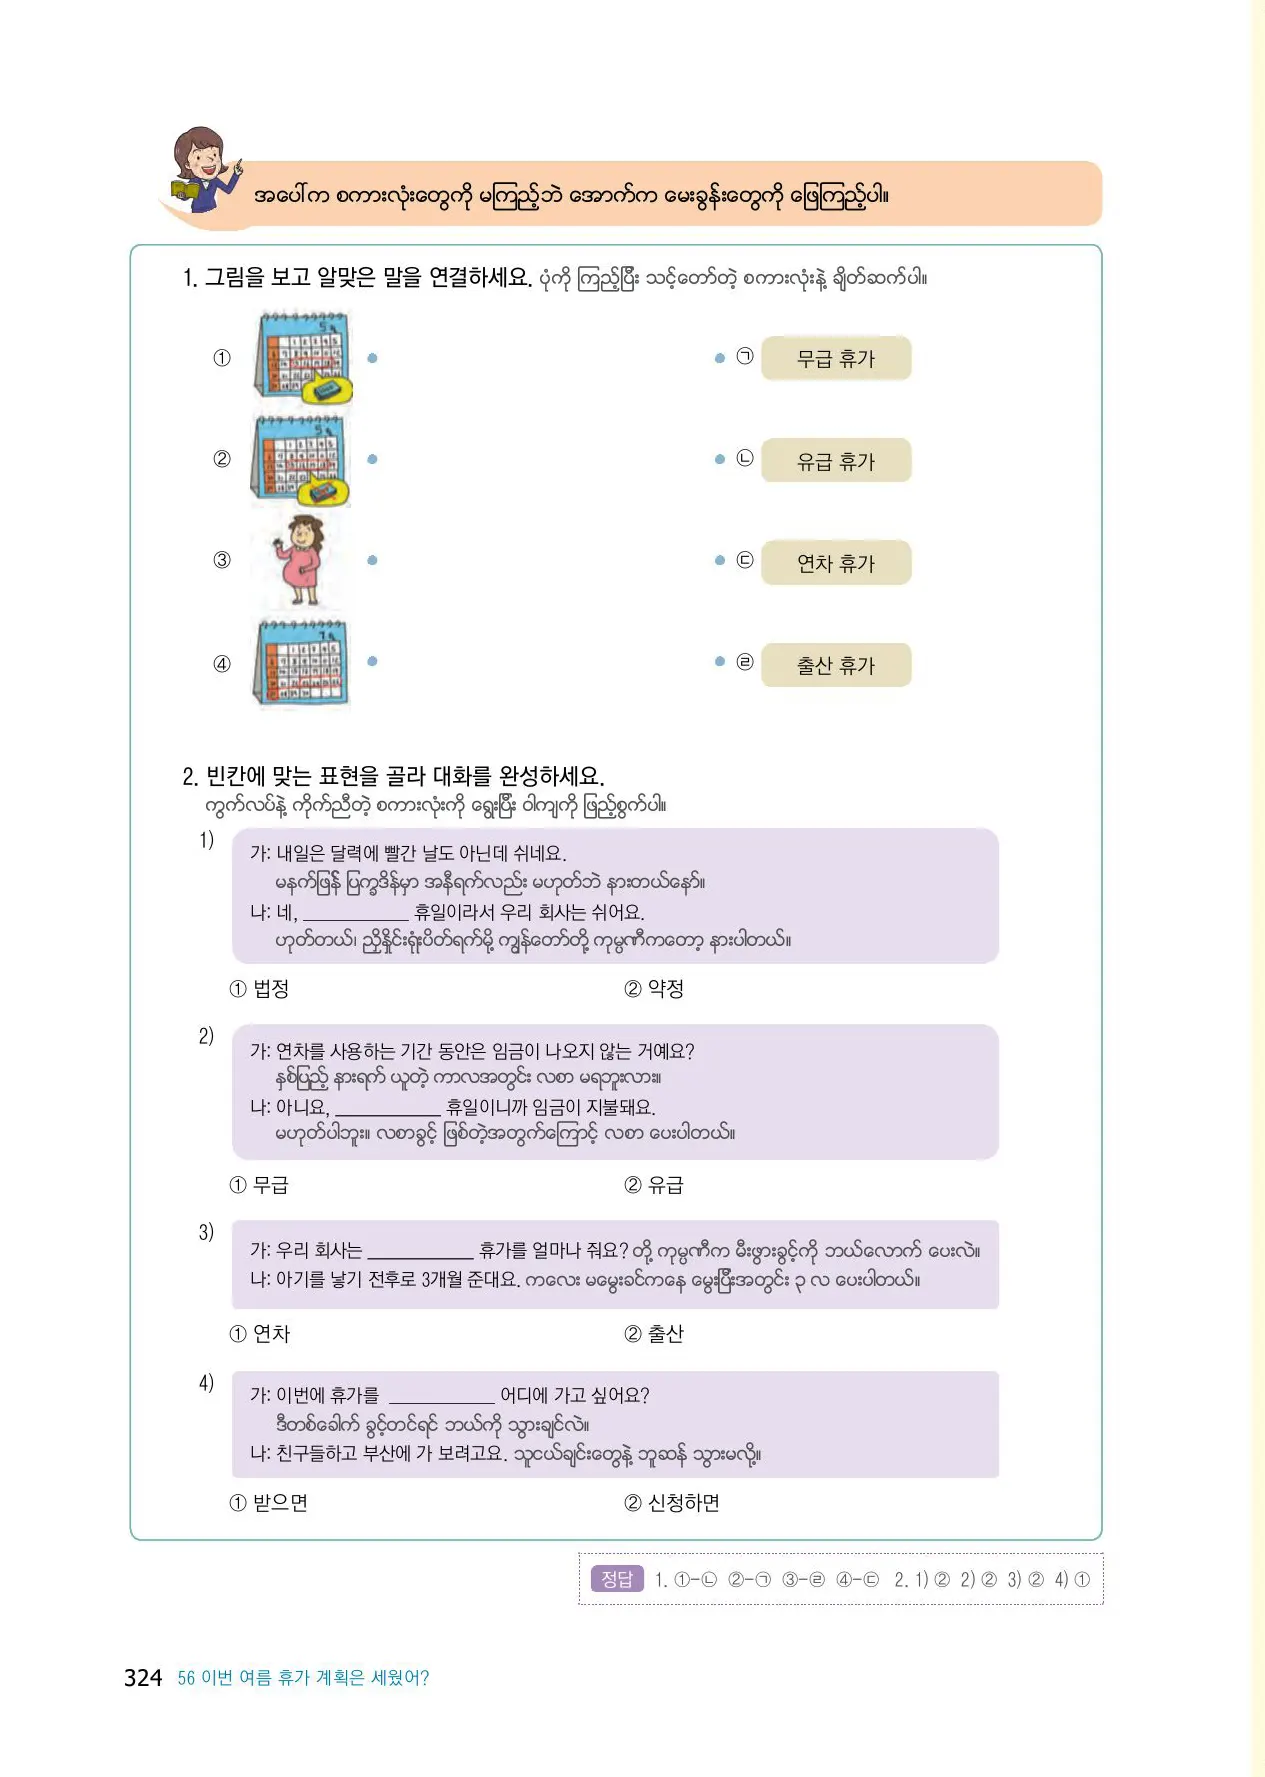 အပေါ်က စကားလုံးတွေကို မကြည့်ဘဲ အောက်က မေးခွန်းတွေကို ဖြေကြည့်ပါ။
1. 그림을 보고 알맞은 말을 연결하세요. ပုံကို ကြည့်ပြီး သင့်တော်တဲ့ စကားလုံးနဲ့ ချိတ်ဆက်ပါ။
① ㉠ 무급 휴가
② ㉡ 유급 휴가
③ ㉢ 연차 휴가
④ ㉣ 출산 휴가
2. 빈칸에 맞는 표현을 골라 대화를 완성하세요.
ကွက်လပ်နဲ့ ကိုက်ညီတဲ့ စကားလုံးကို ရွေးပြီး ဝါကျကို ဖြည့်စွက်ပါ။
1) 가: 내일은 달력에 빨간 날도 아닌데 쉬네요.
မနက်ဖြန် ပြက္ခဒိန်မှာ အနီရက်လည်း မဟုတ်ဘဲ နားတယ်နော်။
나: 네, ___________ 휴일이라서 우리 회사는 쉬어요.
ဟုတ်တယ်၊ ညှိနှိုင်းရုံးပိတ်ရက်မို့ ကျွန်တော်တို့ ကုမ္ပဏီကတော့ နားပါတယ်။
① 법정 ② 약정
2) 가: 연차를 사용하는 기간 동안은 임금이 나오지 않는 거예요?
နှစ်ပြည့် နားရက် ယူတဲ့ ကာလအတွင်း လစာ မရဘူးလား။
나: 아니요, ___________ 휴일이니까 임금이 지불돼요.
မဟုတ်ပါဘူး။ လစာခွင့် ဖြစ်တဲ့အတွက်ကြောင့် လစာ ပေးပါတယ်။
① 무급 ② 유급
3) 가: 우리 회사는 ___________ 휴가를 얼마나 줘요? တို့ ကုမ္ပဏီက မီးဖွားခွင့်ကို ဘယ်လောက် ပေးလဲ။
나: 아기를 낳기 전후로 3개월 준대요. ကလေး မမွေးခင်ကနေ မွေးပြီးအတွင်း ၃ လ ပေးပါတယ်။
① 연차 ② 출산
4) 가: 이번에 휴가를 ___________ 어디에 가고 싶어요?
ဒီတစ်ခေါက် ခွင့်တင်ရင် ဘယ်ကို သွားချင်လဲ။
나: 친구들하고 부산에 가 보려고요. သူငယ်ချင်းတွေနဲ့ ဘူဆန် သွားမလို့။
① 받으면 ② 신청하면
정답 1. ①-㉡ ②-㉠ ③-㉣ ④-㉢ 2. 1) ② 2) ② 3) ② 4) ①
324 56 이번 여름 휴가 계획은 세웠어?